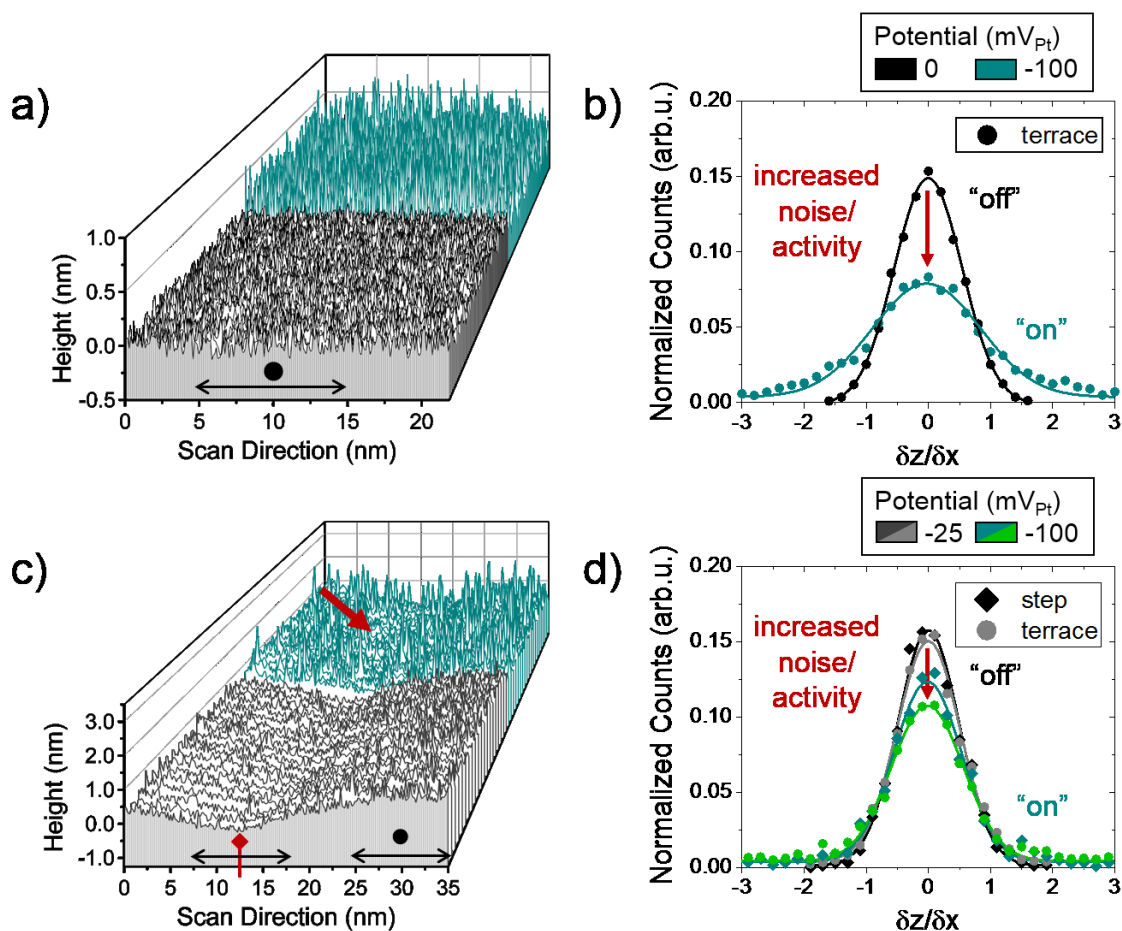 a)
1.0
0.5
0.0
-0.5
Height (nm)
0 5 10 15 20
Scan Direction (nm)
b)
Potential (mVPt)
0 -100
terrace
increased
noise/
activity
“off”
“on”
0.20
0.15
0.10
0.05
0.00
Normalized Counts (arb.u.)
-3 -2 -1 0 1 2 3
δz/δx
c)
3.0
2.0
1.0
0.0
-1.0
Height (nm)
0 5 10 15 20 25 30 35
Scan Direction (nm)
d)
Potential (mVPt)
-25 -100
step
terrace
increased
noise/
activity
“off”
“on”
0.20
0.15
0.10
0.05
0.00
Normalized Counts (arb.u.)
-3 -2 -1 0 1 2 3
δz/δx